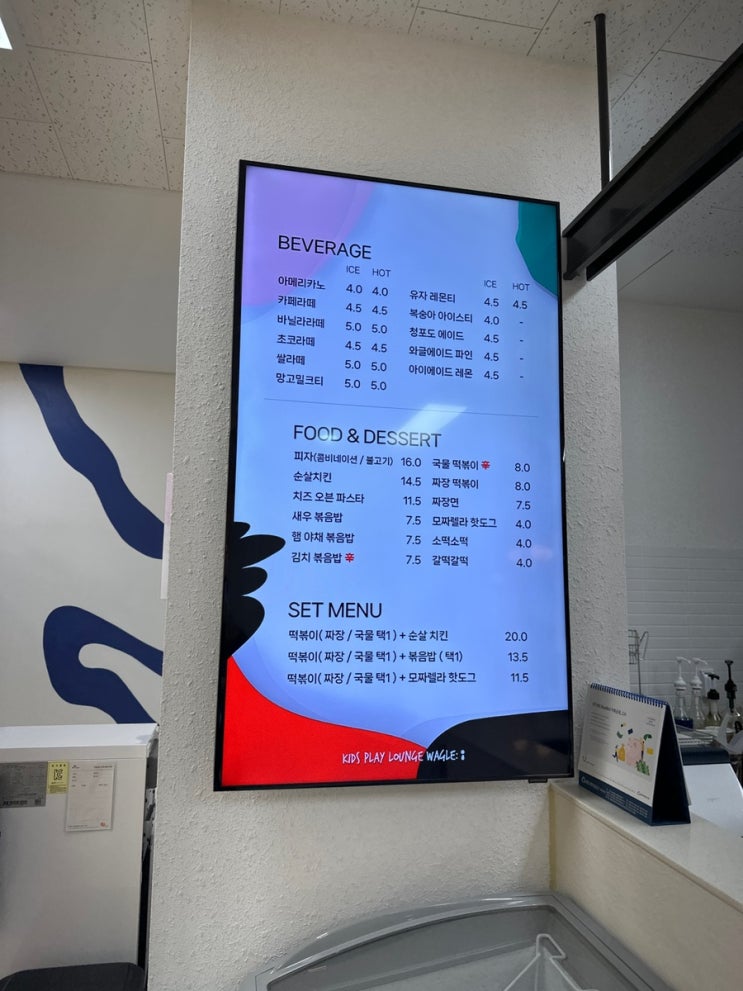 BEVERAGE
ICE HOT
아메리카노 4.0 4.0
카페라떼 4.5 4.5
바닐라라떼 5.0 5.0
초코라떼 4.5 4.5
쌀라떼 5.0 5.0
망고밀크티 5.0 5.0
ICE HOT
유자 레몬티 4.5 4.5
복숭아 아이스티 4.0 -
청포도 에이드 4.5 -
와글에이드 파인 4.5 -
아이에이드 레몬 4.5 -
FOOD & DESSERT
피자(콤비네이션 / 불고기) 16.0
순살치킨 14.5
치즈 오븐 파스타 11.5
새우 볶음밥 7.5
햄 야채 볶음밥 7.5
김치 볶음밥 辛 7.5
국물 떡볶이 辛 8.0
짜장 떡볶이 8.0
짜장면 7.5
모짜렐라 핫도그 4.0
소떡소떡 4.0
갈떡갈떡 4.0
SET MENU
떡볶이( 짜장 / 국물 택1 ) + 순살 치킨 20.0
떡볶이( 짜장 / 국물 택1 ) + 볶음밥 ( 택1) 13.5
떡볶이( 짜장 / 국물 택1 ) + 모짜렐라 핫도그 11.5
KIDS PLAY LOUNGE WAGLE: